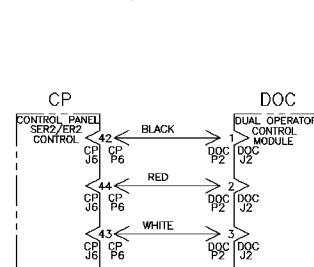 CP
DOC
CONTROL PANEL
SER2/ER2
CONTROL
DUAL OPERATOR
CONTROL
MODULE
42 BLACK 1
CP CP DOC DOC
J6 P6 P2 J2
44 RED 2
CP CP DOC DOC
J6 P6 P2 J2
43 WHITE 3
CP CP DOC DOC
J6 P6 P2 J2